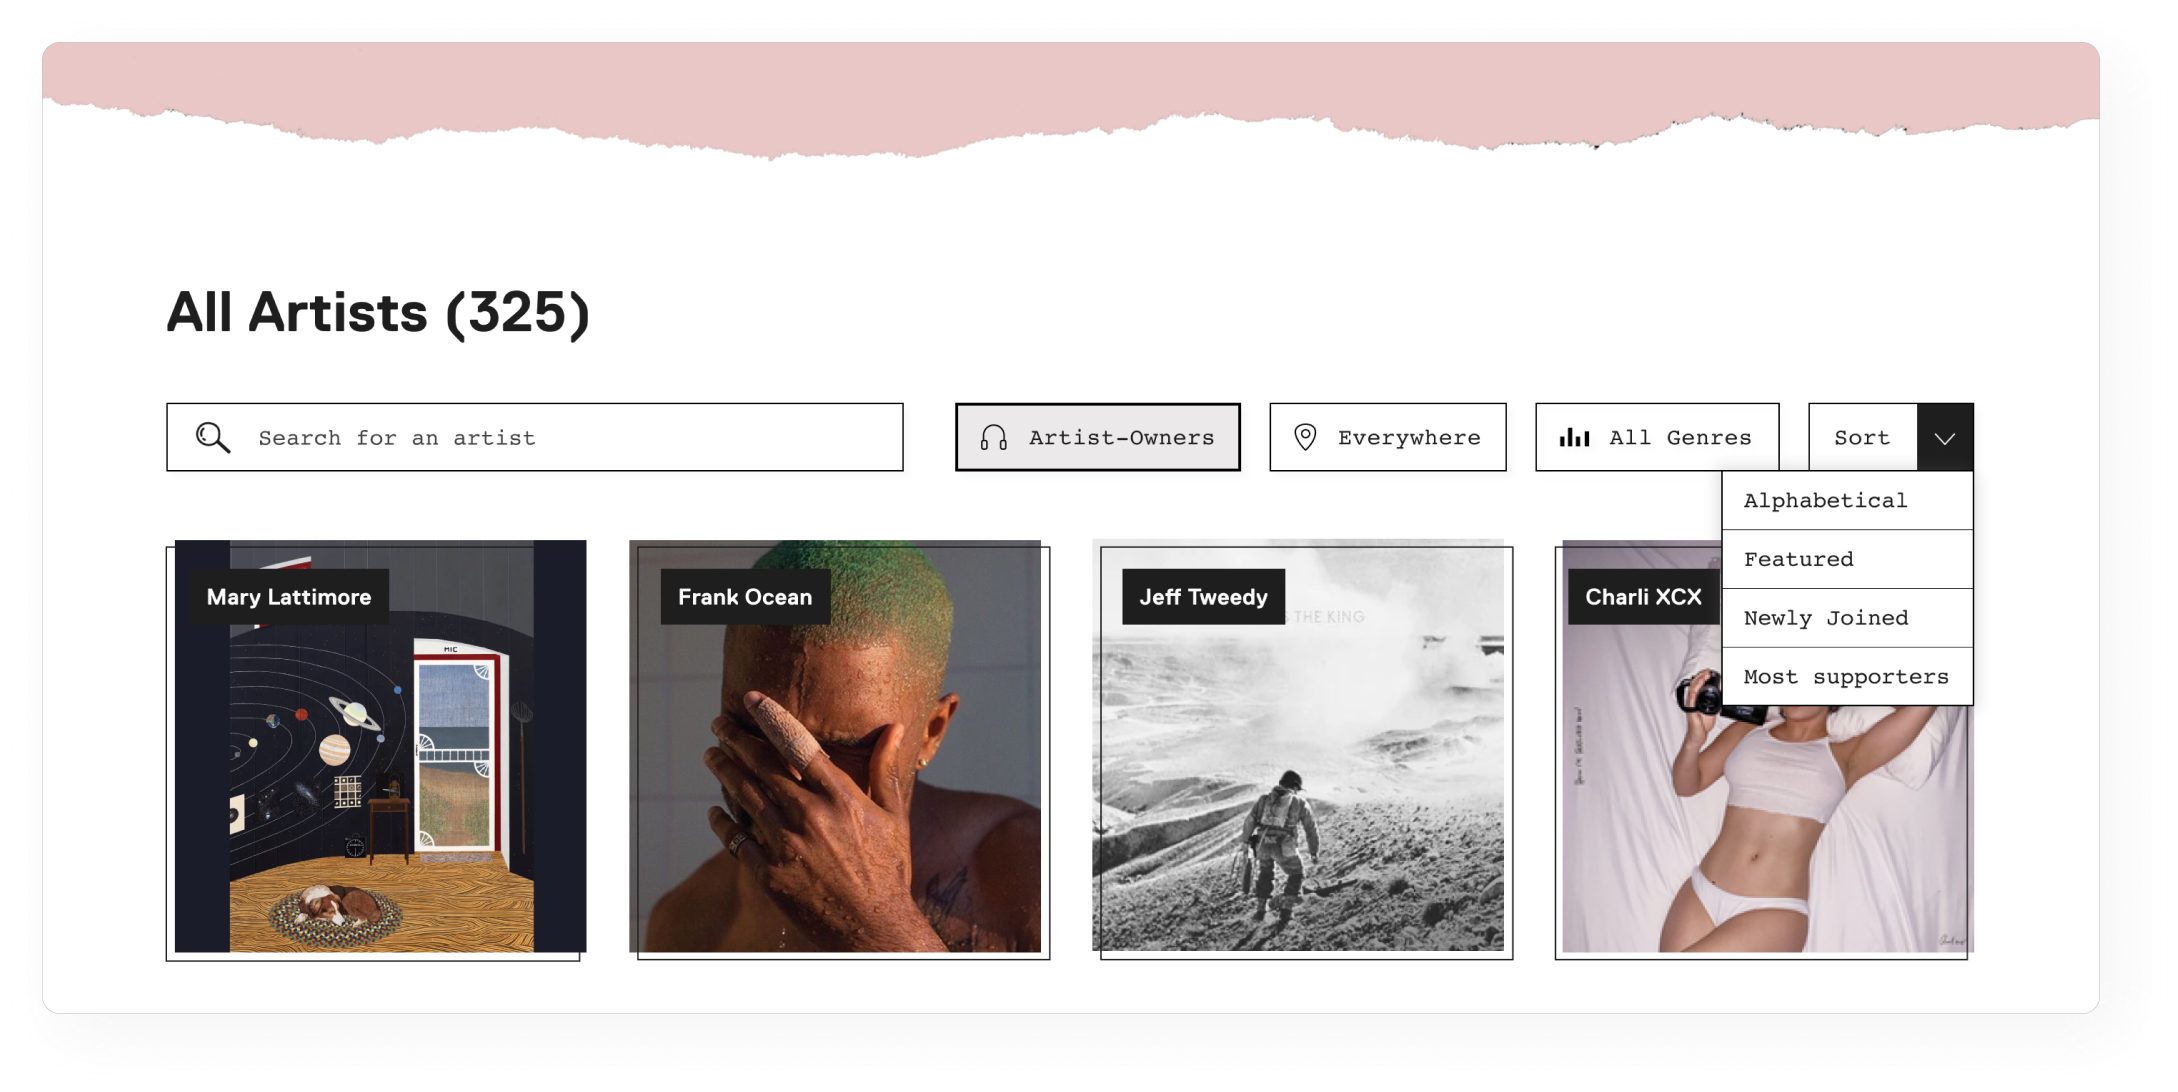 All Artists (325)
Search for an artist
Artist-Owners
Everywhere
All Genres
Sort
Alphabetical
Featured
Newly Joined
Most supporters
Mary Lattimore
MIC
Frank Ocean
Jeff Tweedy
THE KING
Charli XCX